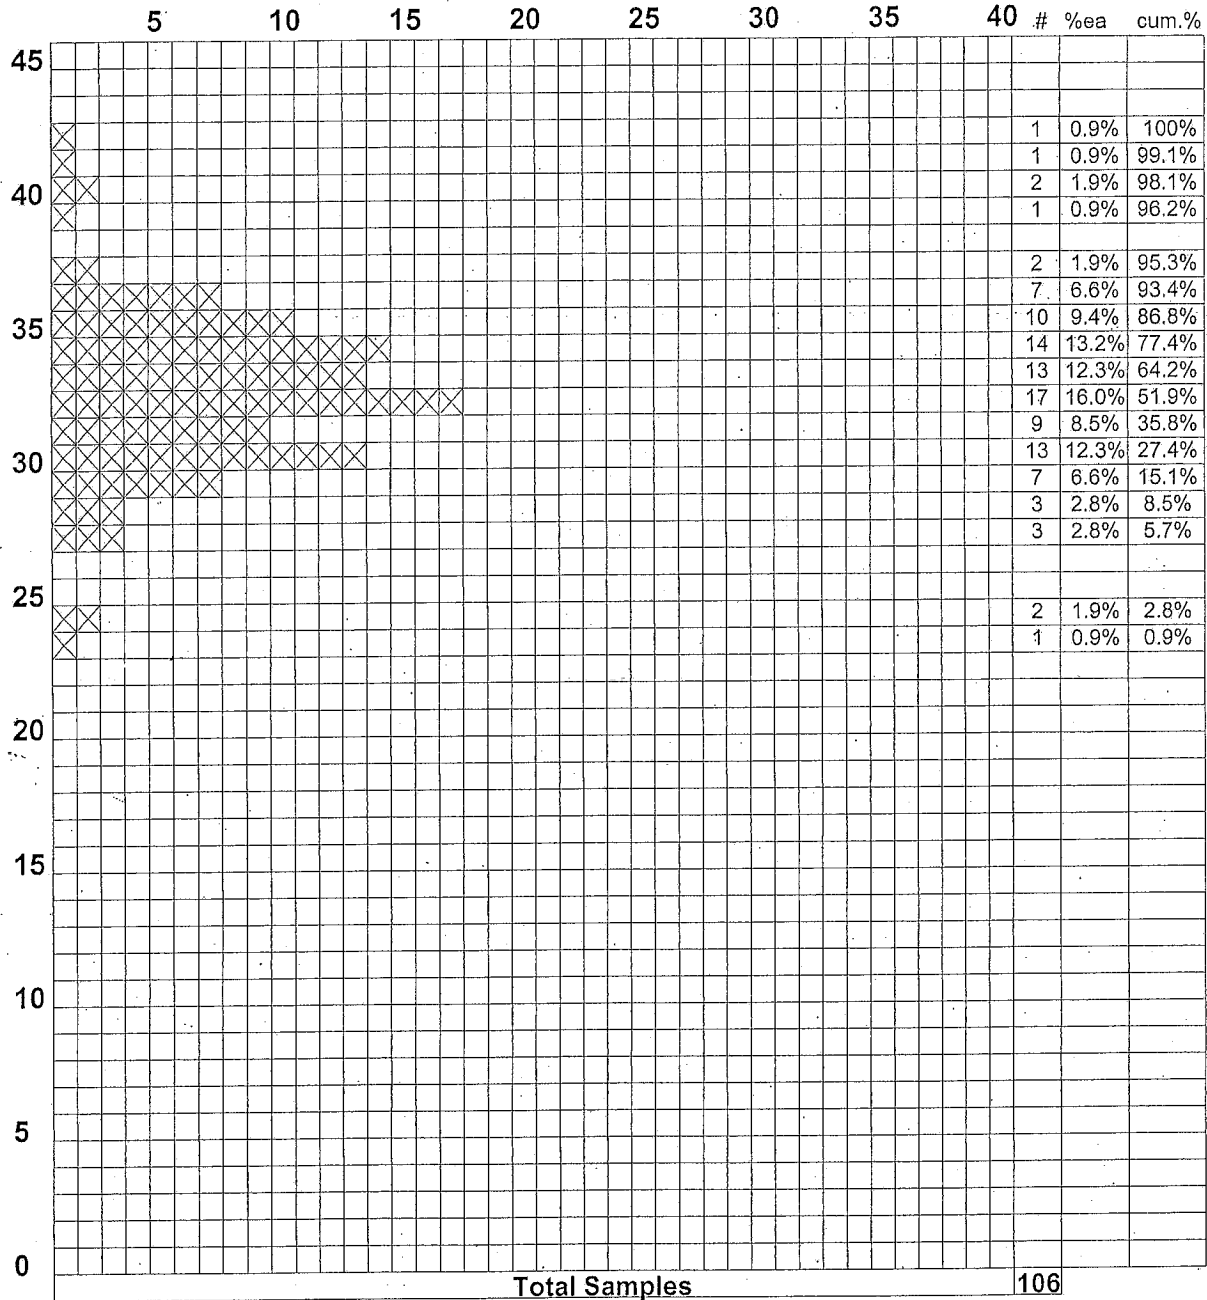 5 10 15 20 25 30 35 40 # %ea cum.%
45
1 0.9% 100%
1 0.9% 99.1%
40 2 1.9% 98.1%
1 0.9% 96.2%
2 1.9% 95.3%
7 6.6% 93.4%
35 10 9.4% 86.8%
14 13.2% 77.4%
13 12.3% 64.2%
17 16.0% 51.9%
9 8.5% 35.8%
30 13 12.3% 27.4%
7 6.6% 15.1%
3 2.8% 8.5%
3 2.8% 5.7%
25
2 1.9% 2.8%
1 0.9% 0.9%
20
15
10
5
0
Total Samples 106